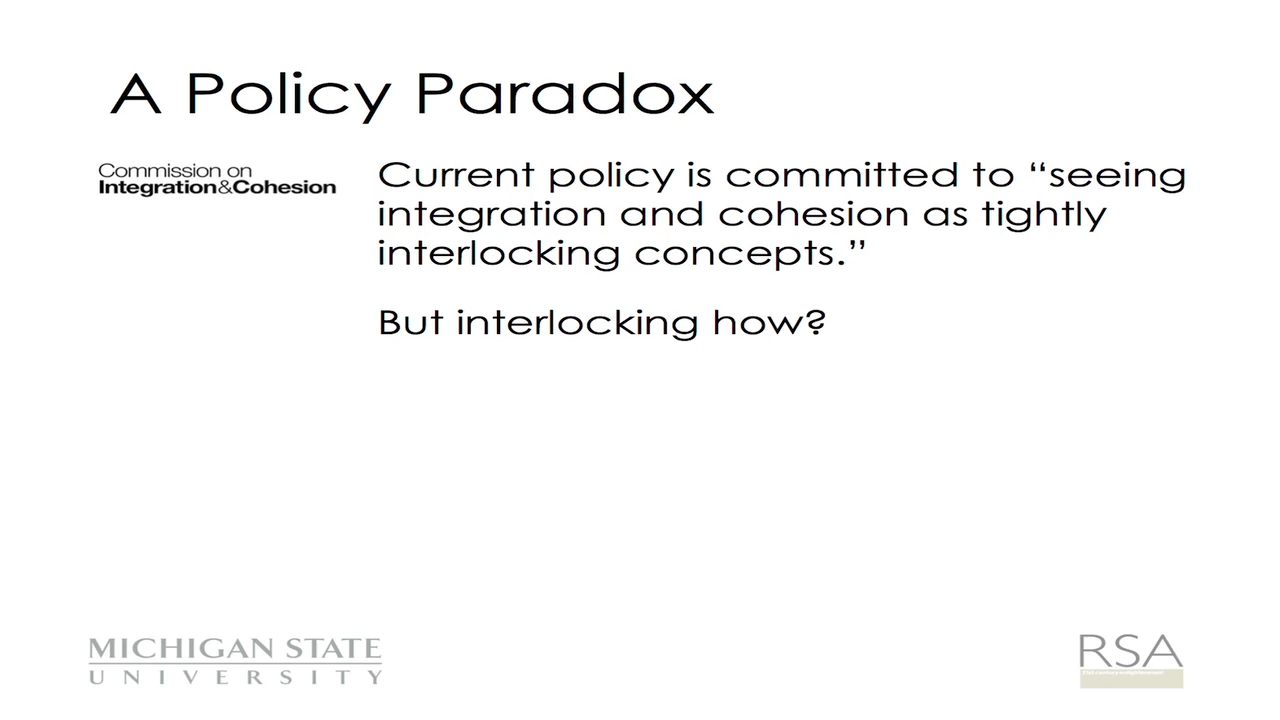 A Policy Paradox
Commission on
Integration&Cohesion
Current policy is committed to “seeing
integration and cohesion as tightly
interlocking concepts.”
But interlocking how?
MICHIGAN STATE
UNIVERSITY
RSA